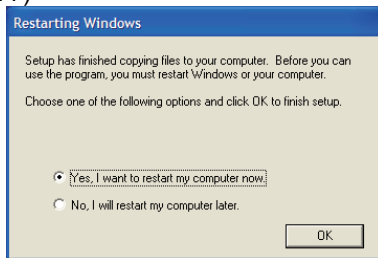 Restarting Windows
Setup has finished copying files to your computer. Before you can
use the program, you must restart Windows or your computer.
Choose one of the following options and click OK to finish setup.
Yes, I want to restart my computer now.
No, I will restart my computer later.
OK